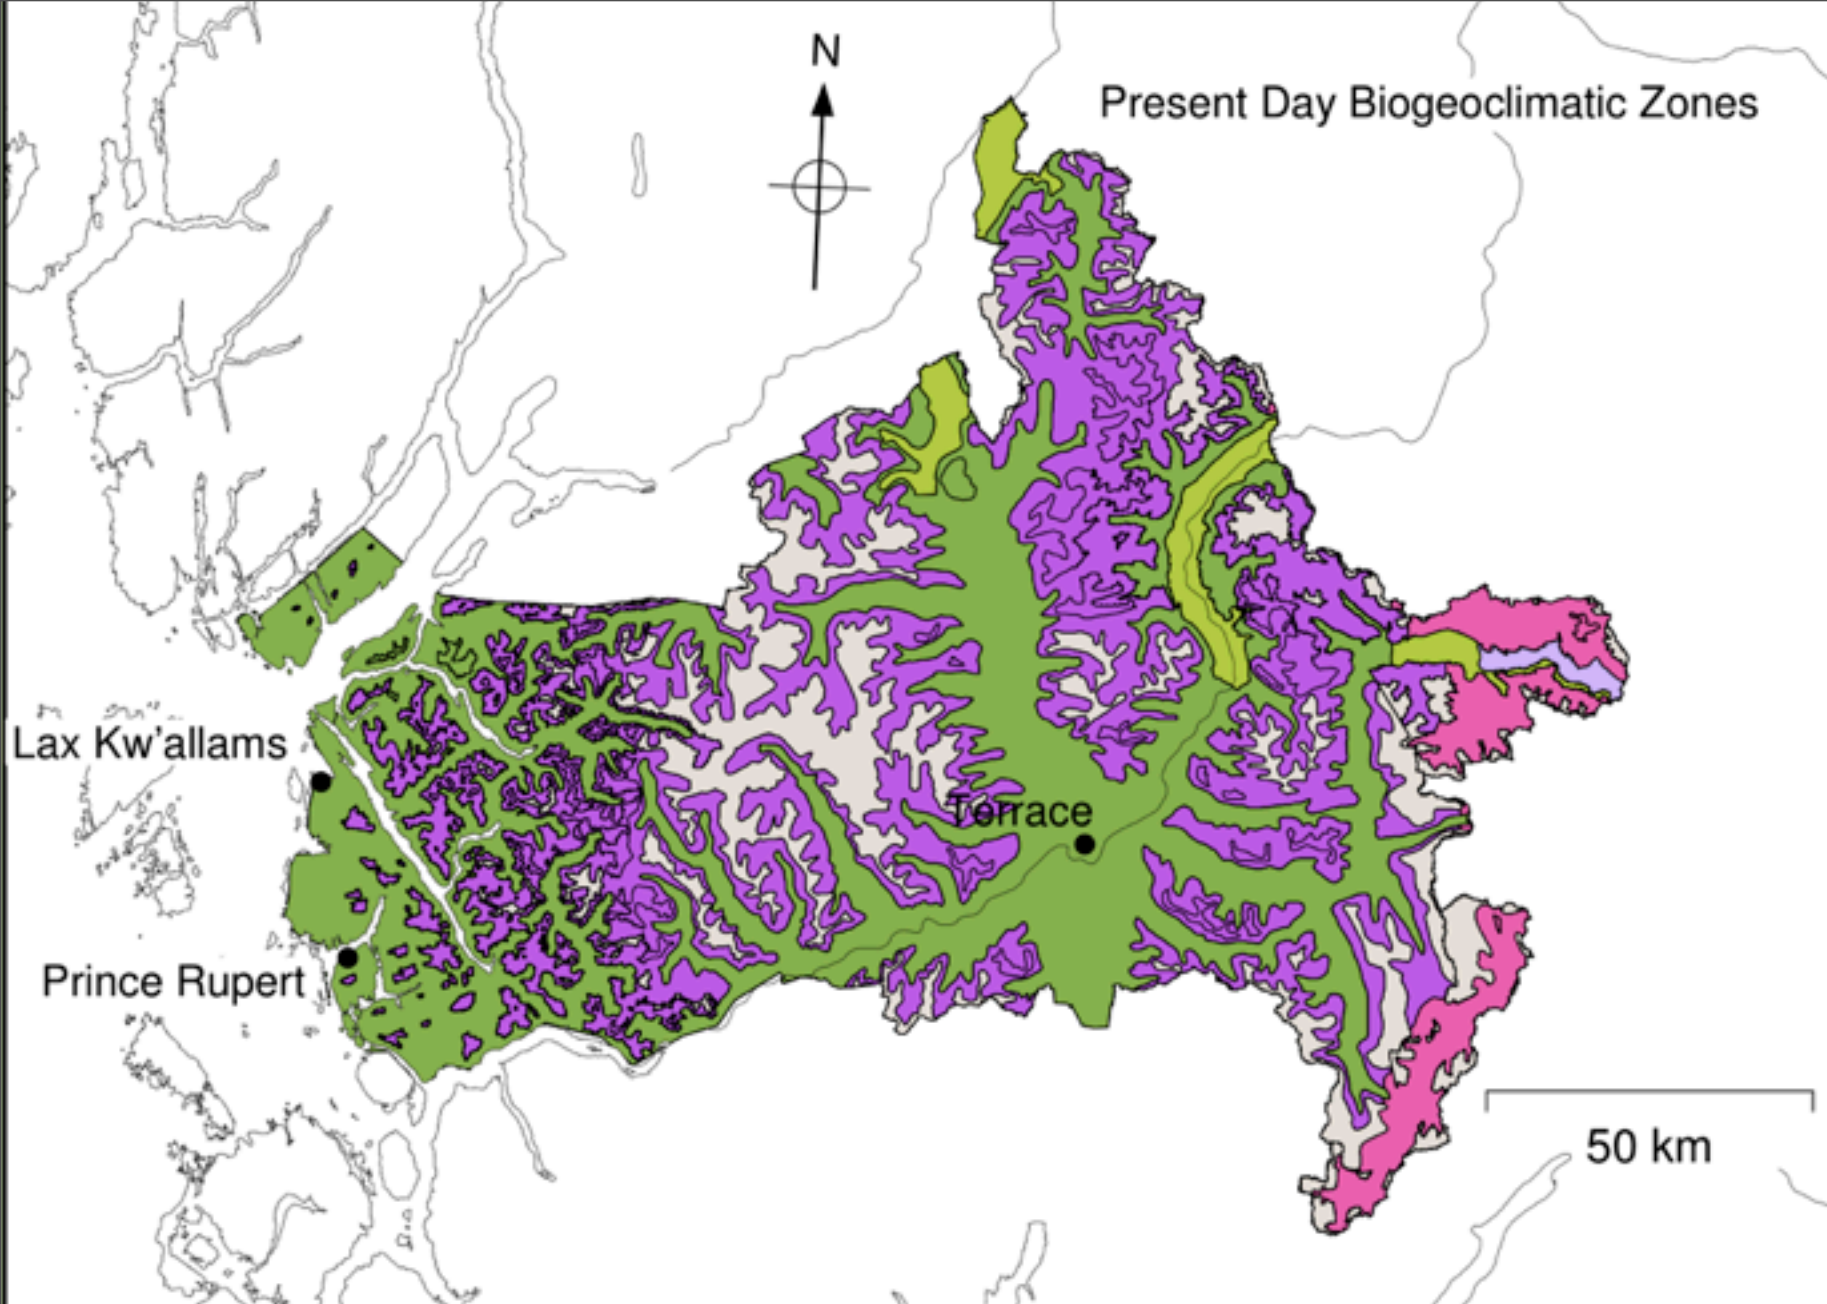 N
Present Day Biogeoclimatic Zones
Lax Kw'allams
Terrace
Prince Rupert
50 km